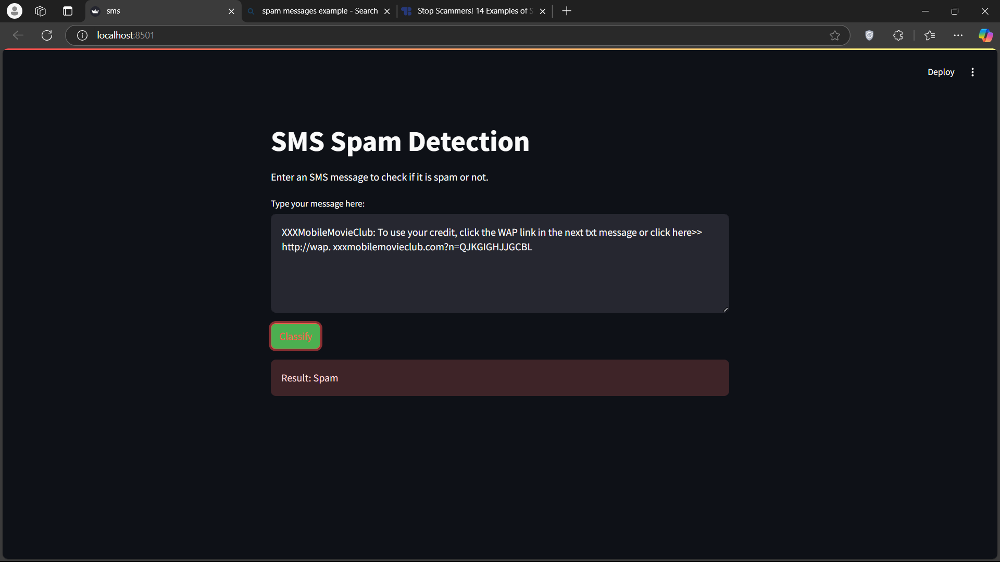 sms
spam messages example - Search
Stop Scammers! 14 Examples of S
localhost:8501
Deploy
SMS Spam Detection
Enter an SMS message to check if it is spam or not.
Type your message here:
XXXMobileMovieClub: To use your credit, click the WAP link in the next txt message or click here>>
http://wap. xxxmobilemovieclub.com?n=QJKGIGHJJGCBL
Classify
Result: Spam